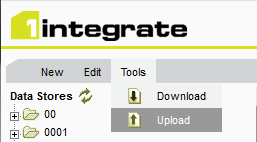 1integrate
New Edit Tools
Data Stores
Download
00
Upload
0001